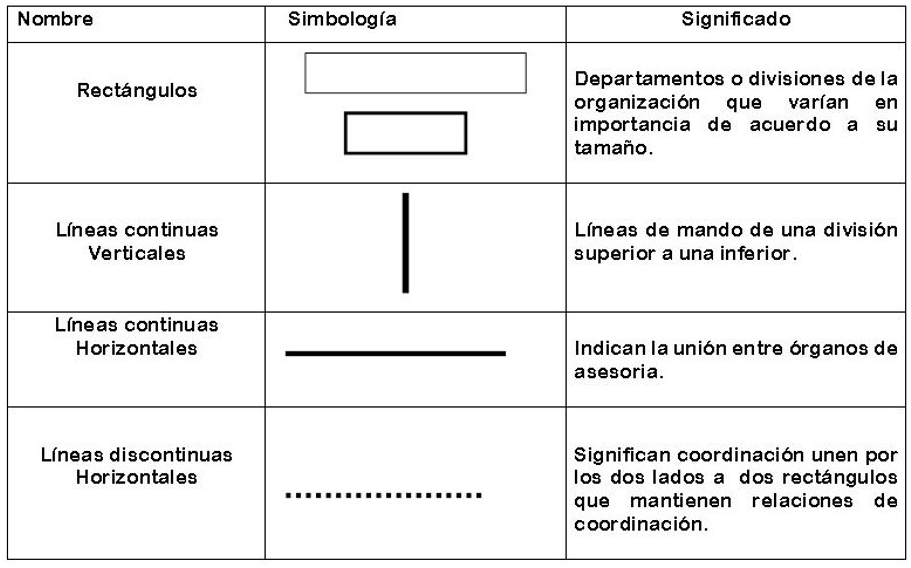 Nombre
Simbología
Significado
Rectángulos
Departamentos o divisiones de la
organización que varían en
importancia de acuerdo a su
tamaño.
Líneas continuas
Verticales
Líneas de mando de una división
superior a una inferior.
Líneas continuas
Horizontales
Indican la unión entre órganos de
asesoria.
Líneas discontinuas
Horizontales
Significan coordinación unen por
los dos lados a dos rectángulos
que mantienen relaciones de
coordinación.